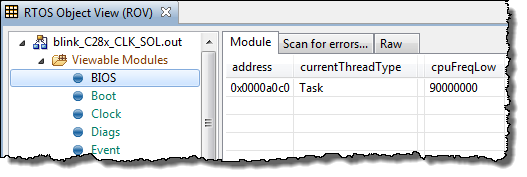 RTOS Object View (ROV)
blink_C28x_CLK_SOL.out
Viewable Modules
BIOS
Boot
Clock
Diags
Event
Module Scan for errors... Raw
address currentThreadType cpuFreqLow
0x0000a0c0 Task 90000000